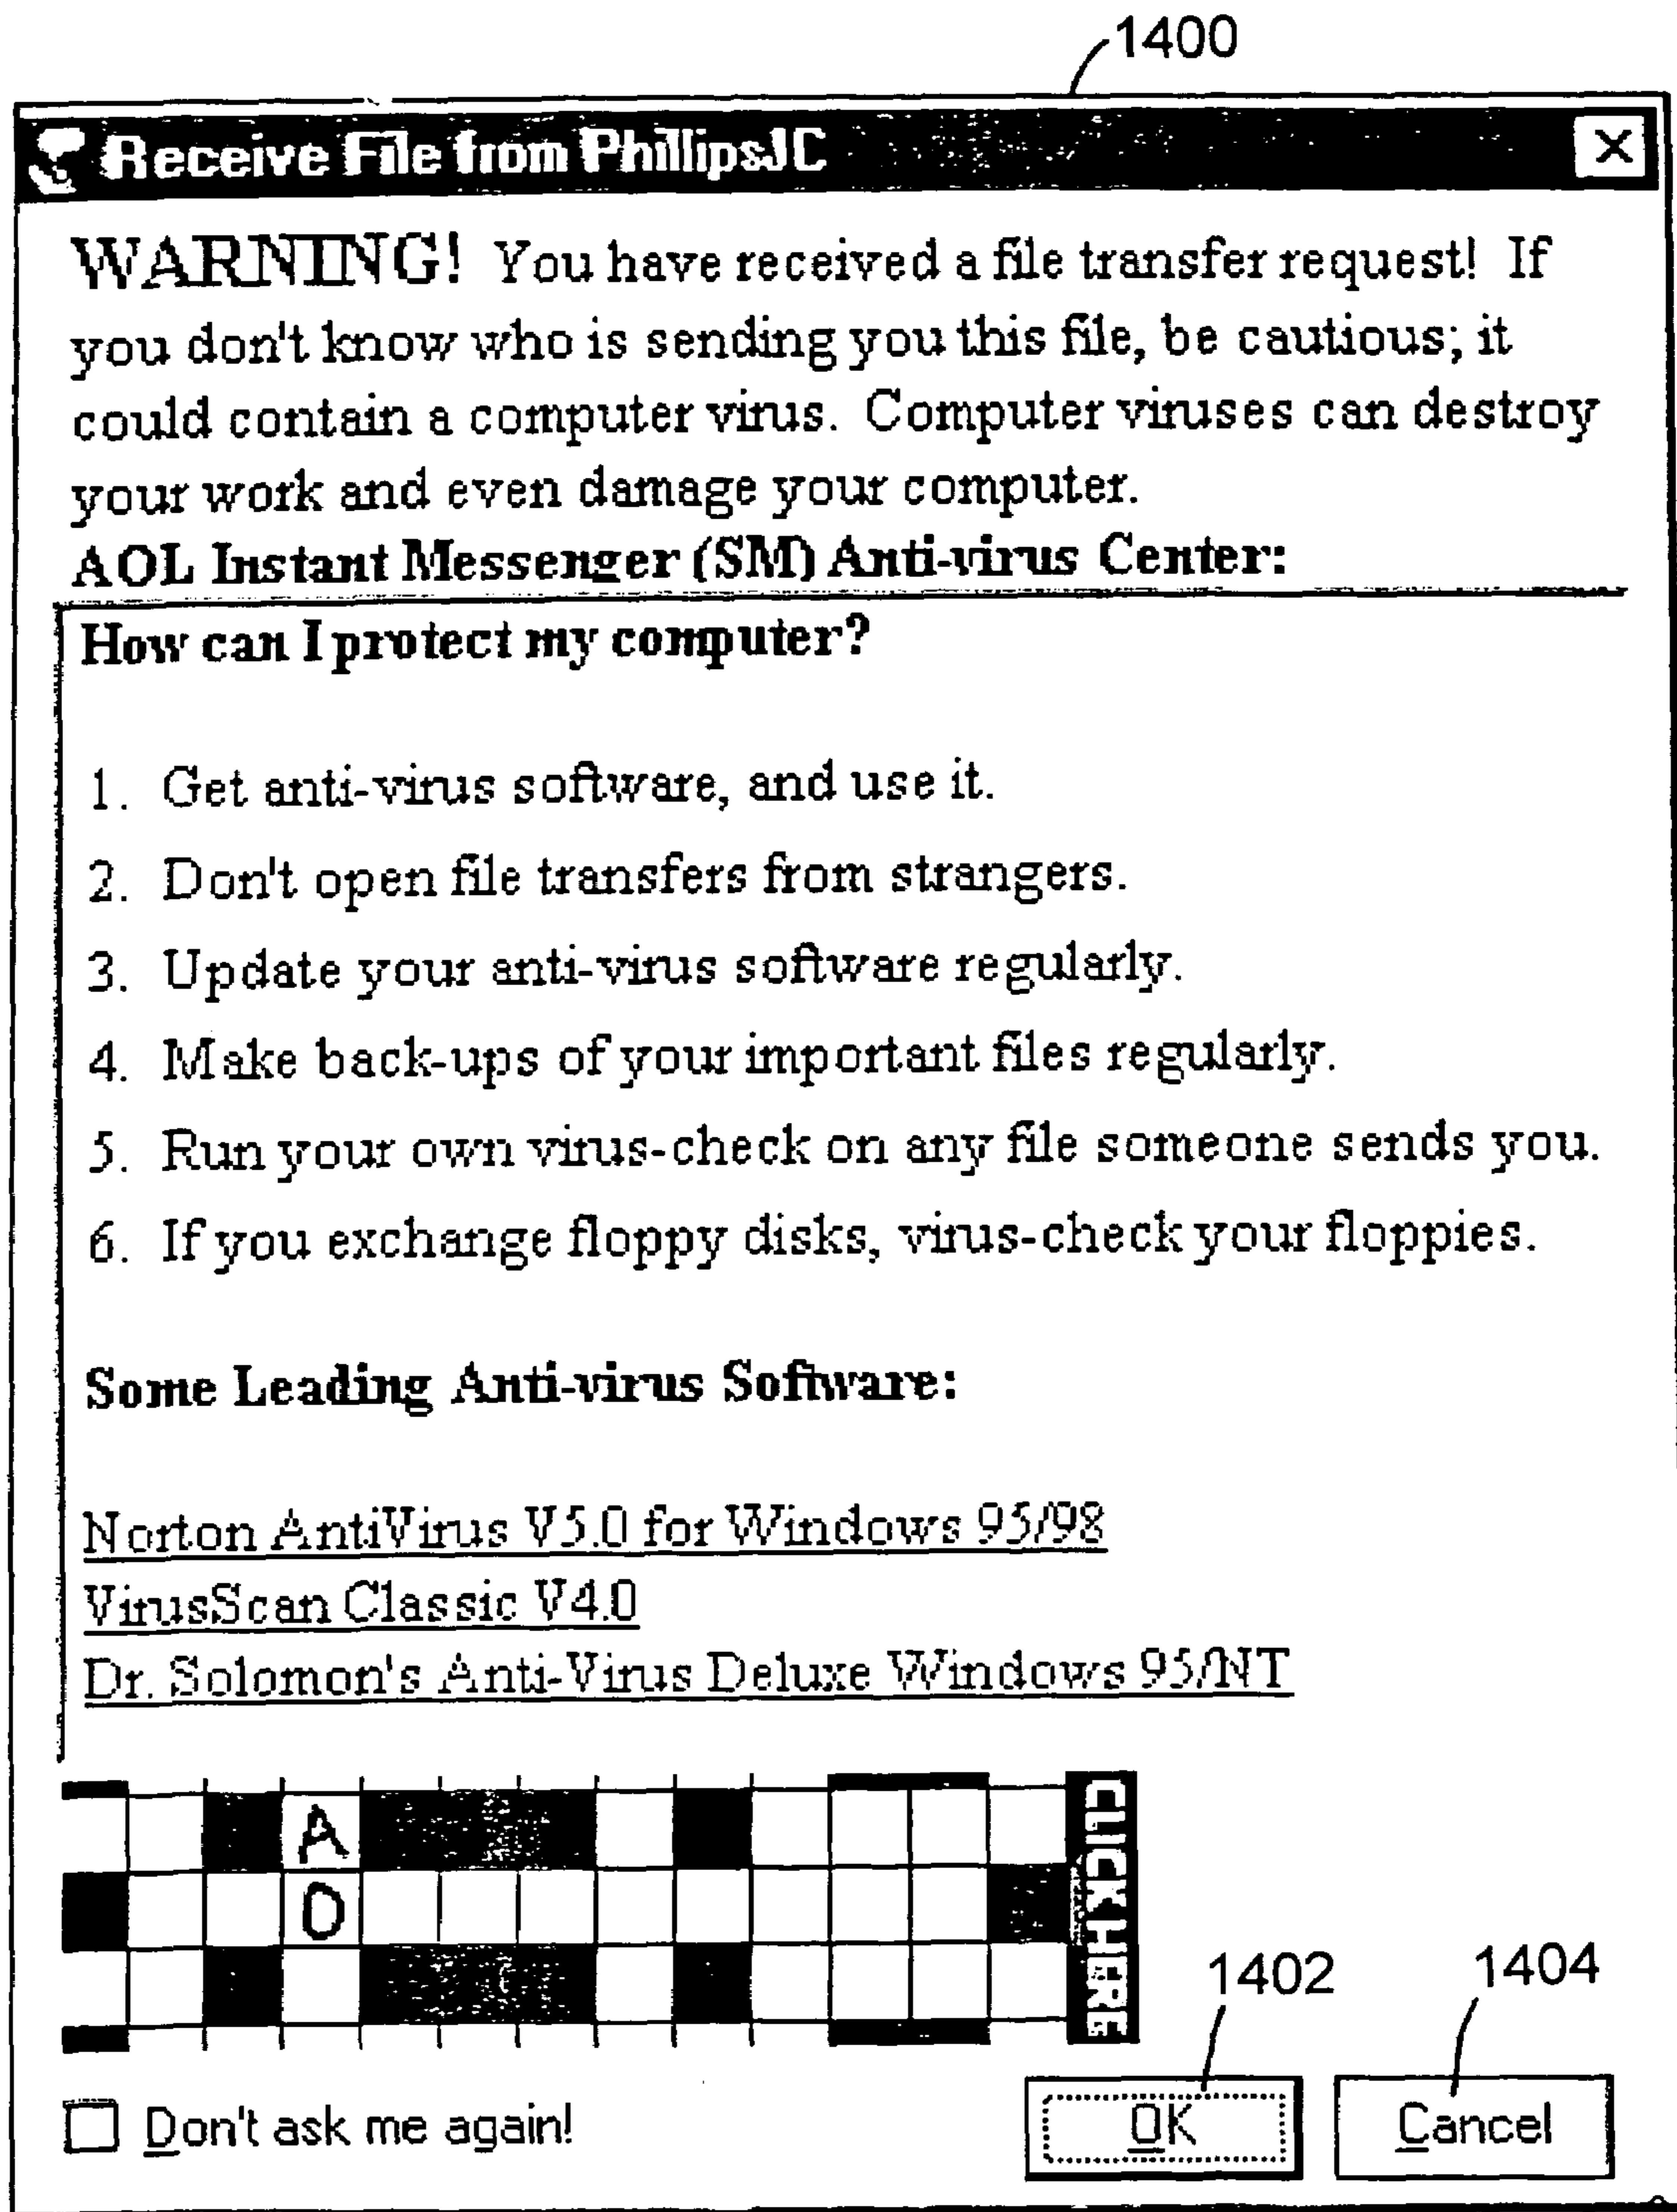 1400
Receive File from PhillipsJC
WARNING! You have received a file transfer request! If
you don't know who is sending you this file, be cautious; it
could contain a computer virus. Computer viruses can destroy
your work and even damage your computer.
AOL Instant Messenger (SM) Anti-virus Center:
How can I protect my computer?
1. Get anti-virus software, and use it.
2. Don't open file transfers from strangers.
3. Update your anti-virus software regularly.
4. Make back-ups of your important files regularly.
5. Run your own virus-check on any file someone sends you.
6. If you exchange floppy disks, virus-check your floppies.
Some Leading Anti-virus Software:
Norton AntiVirus V5.0 for Windows 95/98
VirusScan Classic V4.0
Dr. Solomon's Anti-Virus Deluxe Windows 95/NT
A
D
CLICK HERE
1402
1404
Don't ask me again!
OK
Cancel